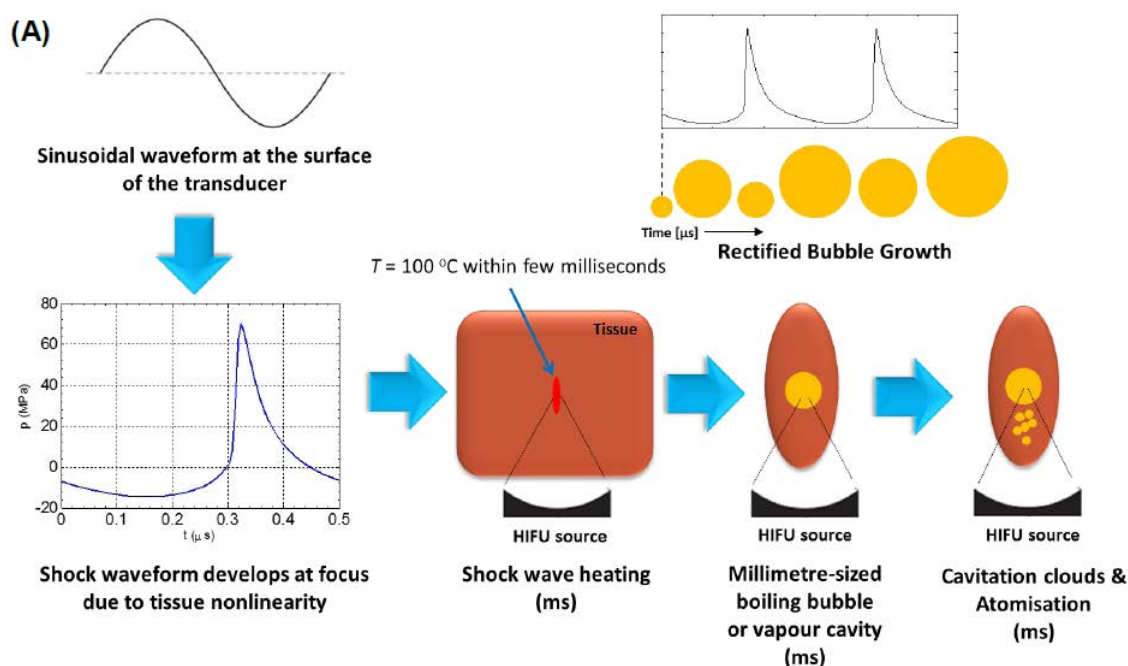 (A)
Sinusoidal waveform at the surface
of the transducer
Time [µs]
Rectified Bubble Growth
T = 100 °C within few milliseconds
80
60
40
20
0
-20
p (MPa)
0 0.1 0.2 0.3 0.4 0.5
t (µ s)
Shock waveform develops at focus
due to tissue nonlinearity
Tissue
HIFU source
Shock wave heating
(ms)
HIFU source
Millimetre-sized
boiling bubble
or vapour cavity
(ms)
HIFU source
Cavitation clouds &
Atomisation
(ms)